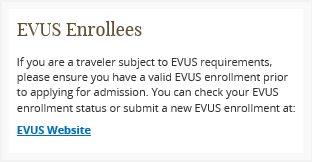 EVUS Enrollees
If you are a traveler subject to EVUS requirements,
please ensure you have a valid EVUS enrollment prior
to applying for admission. You can check your EVUS
enrollment status or submit a new EVUS enrollment at:
EVUS Website